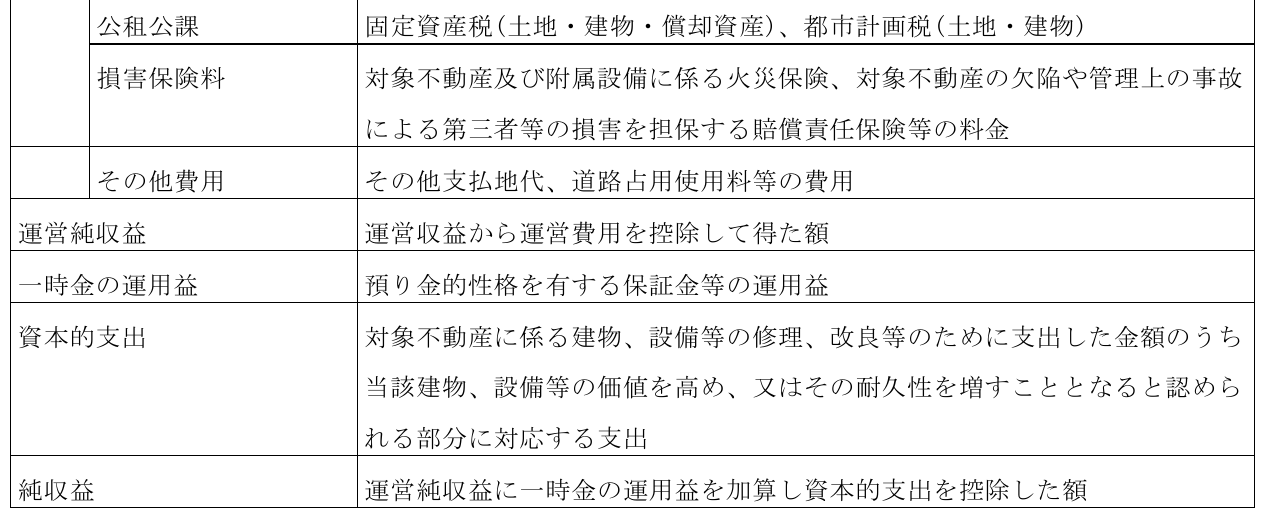 公租公課 固定資産税(土地・建物・償却資産)、都市計画税(土地・建物)
損害保険料 対象不動産及び附属設備に係る火災保険、対象不動産の欠陥や管理上の事故
による第三者等の損害を担保する賠償責任保険等の料金
その他費用 その他支払地代、道路占用使用料等の費用
運営純収益 運営収益から運営費用を控除して得た額
一時金の運用益 預り金的性格を有する保証金等の運用益
資本的支出 対象不動産に係る建物、設備等の修理、改良等のために支出した金額のうち
当該建物、設備等の価値を高め、又はその耐久性を増すこととなると認めら
れる部分に対応する支出
純収益 運営純収益に一時金の運用益を加算し資本的支出を控除した額